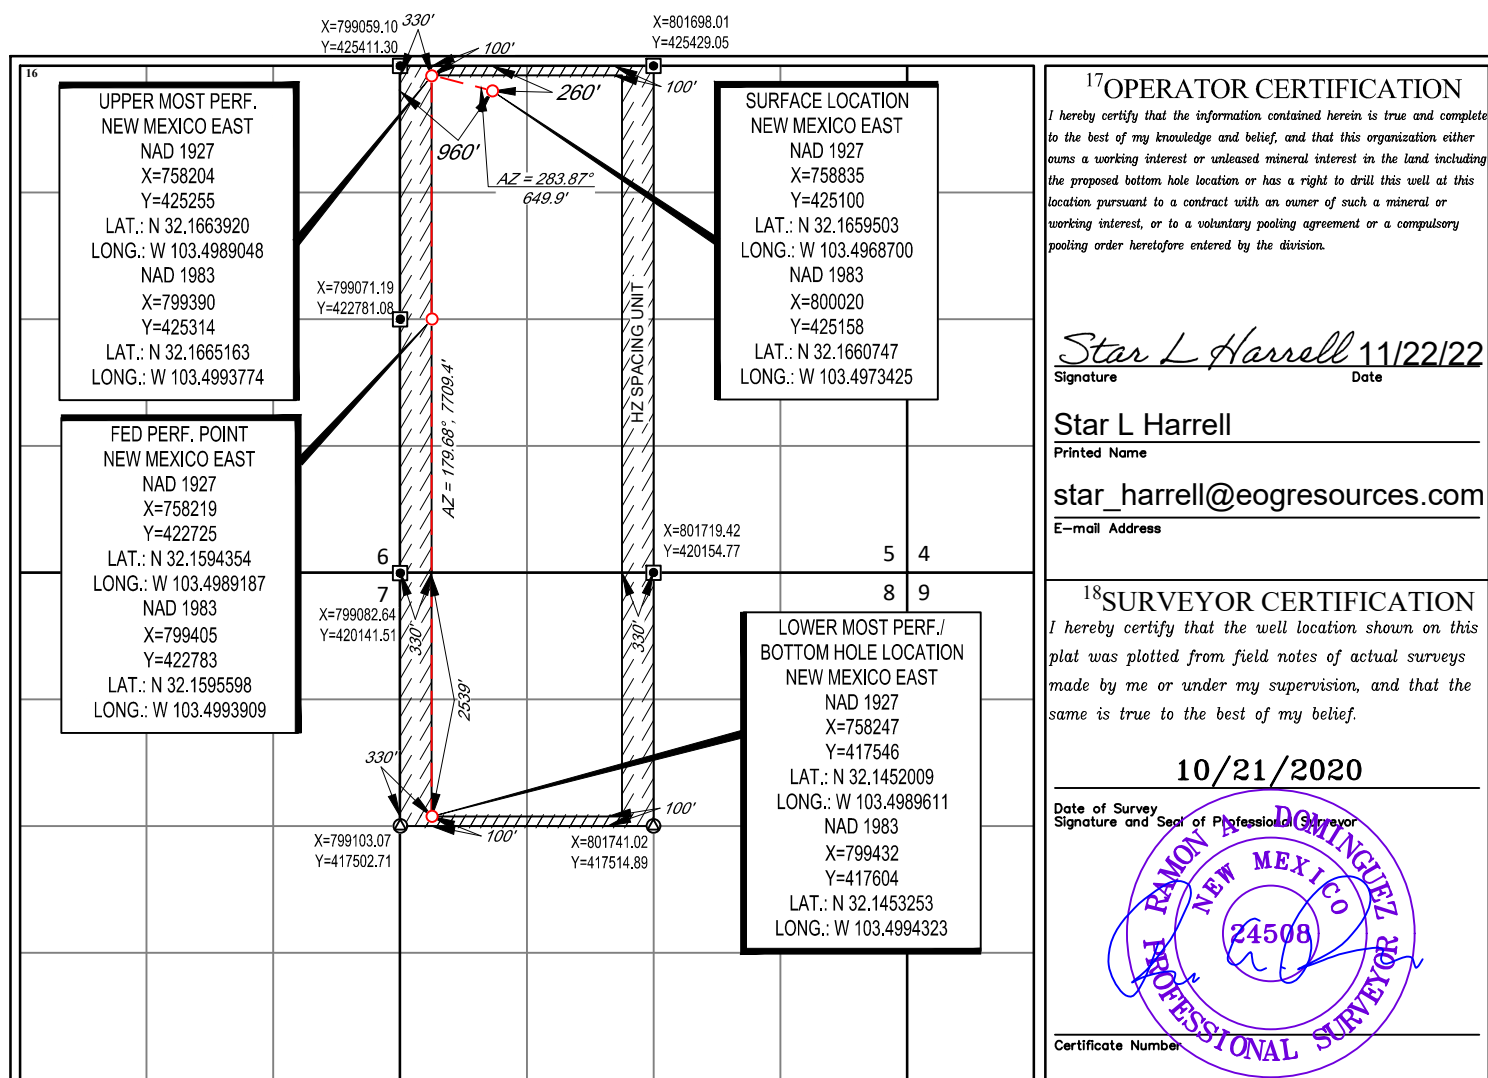 X=799059.10
Y=425411.30
330'
100'
X=801698.01
Y=425429.05
16
260'
100'
960'
AZ = 283.87°
649.9'
UPPER MOST PERF.
NEW MEXICO EAST
NAD 1927
X=758204
Y=425255
LAT.: N 32.1663920
LONG.: W 103.4989048
NAD 1983
X=799390
Y=425314
LAT.: N 32.1665163
LONG.: W 103.4993774
SURFACE LOCATION
NEW MEXICO EAST
NAD 1927
X=758835
Y=425100
LAT.: N 32.1659503
LONG.: W 103.4968700
NAD 1983
X=800020
Y=425158
LAT.: N 32.1660747
LONG.: W 103.4973425
X=799071.19
Y=422781.08
HZ SPACING UNIT
AZ = 179.68°, 7709.4'
FED PERF. POINT
NEW MEXICO EAST
NAD 1927
X=758219
Y=422725
LAT.: N 32.1594354
LONG.: W 103.4989187
NAD 1983
X=799405
Y=422783
LAT.: N 32.1595598
LONG.: W 103.4993909
X=801719.42
Y=420154.77
6
5 4
7
8 9
X=799082.64
Y=420141.51
330'
330'
2539'
LOWER MOST PERF./
BOTTOM HOLE LOCATION
NEW MEXICO EAST
NAD 1927
X=758247
Y=417546
LAT.: N 32.1452009
LONG.: W 103.4989611
NAD 1983
X=799432
Y=417604
LAT.: N 32.1453253
LONG.: W 103.4994323
330'
100'
100'
X=799103.07
Y=417502.71
X=801741.02
Y=417514.89
17OPERATOR CERTIFICATION
I hereby certify that the information contained herein is true and complete
to the best of my knowledge and belief, and that this organization either
owns a working interest or unleased mineral interest in the land including
the proposed bottom hole location or has a right to drill this well at this
location pursuant to a contract with an owner of such a mineral or
working interest, or to a voluntary pooling agreement or a compulsory
pooling order heretofore entered by the division.
Star L Harrell 11/22/22
Signature Date
Star L Harrell
Printed Name
star_harrell@eogresources.com
E-mail Address
18SURVEYOR CERTIFICATION
I hereby certify that the well location shown on this
plat was plotted from field notes of actual surveys
made by me or under my supervision, and that the
same is true to the best of my belief.
10/21/2020
Date of Survey
Signature and Seal of Professional Surveyor
RAMON A. DOMINGUEZ
NEW MEXICO
24508
PROFESSIONAL SURVEYOR
Certificate Number